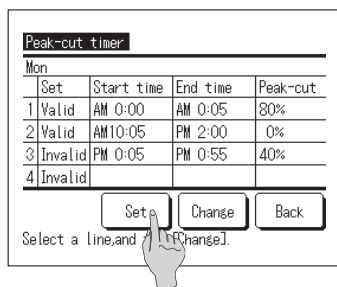 Peak-cut timer
Mon
Set Start time End time Peak-cut
1 Valid AM 0:00 AM 0:05 80%
2 Valid AM10:05 PM 2:00 0%
3 Invalid PM 0:05 PM 0:55 40%
4 Invalid
Set Change Back
Select a line,and [Change].